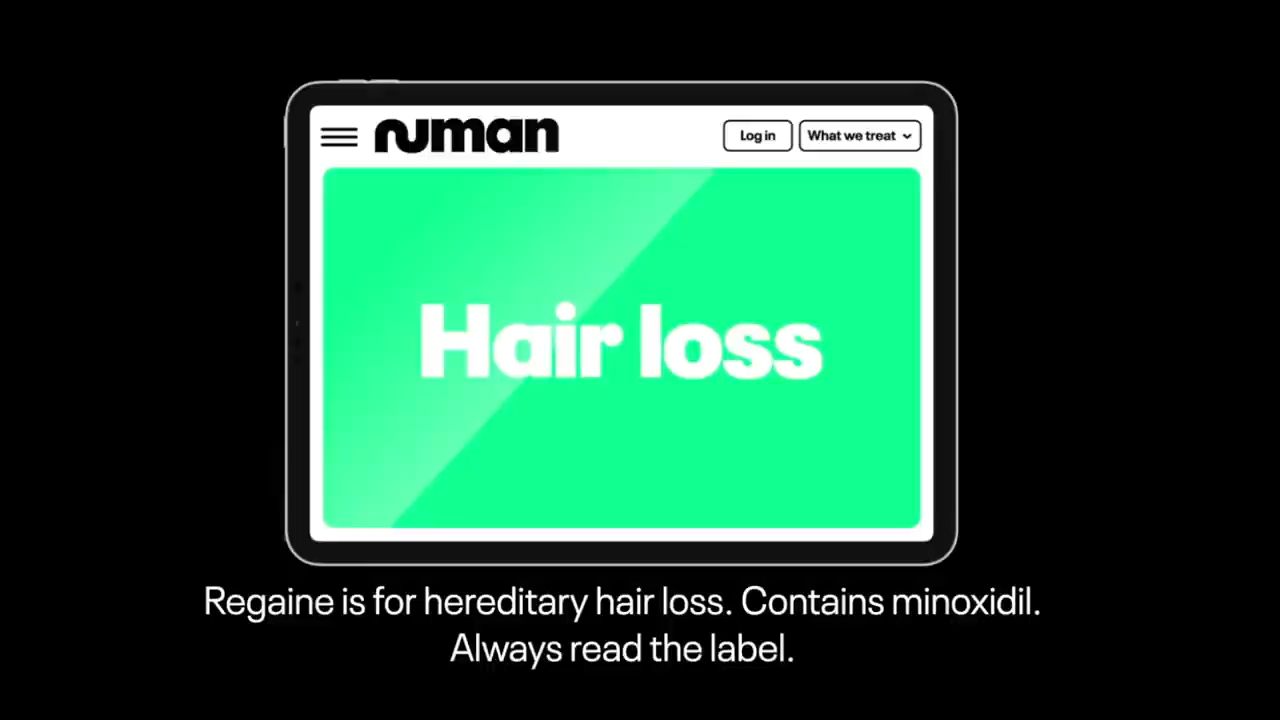 numan
Log in
What we treat
Hair loss
Regaine is for hereditary hair loss. Contains minoxidil.
Always read the label.